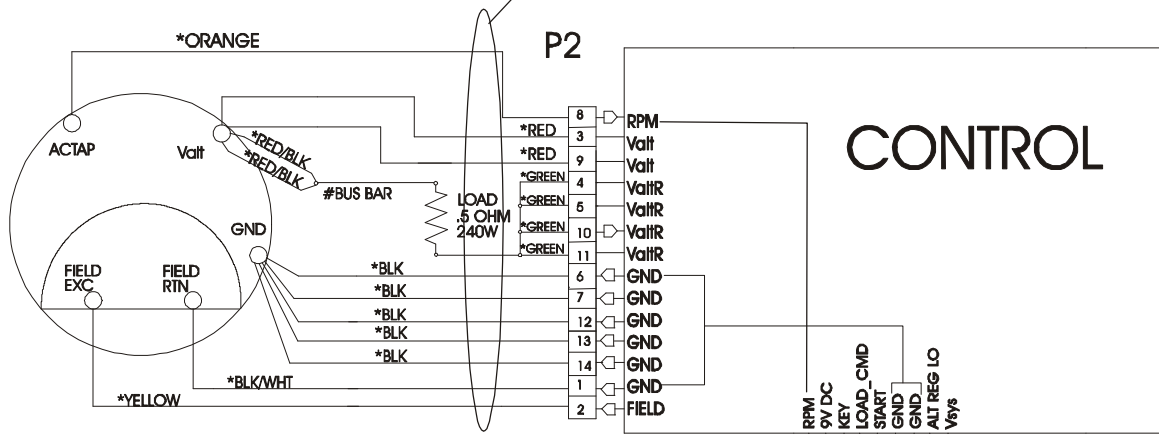 *ORANGE
P2
CONTROL
ACTAP
Valt
*RED/BLK
*RED/BLK
#BUS BAR
LOAD
.5 OHM
240W
GND
FIELD
EXC
FIELD
RTN
*RED
*RED
*GREEN
*GREEN
*GREEN
*GREEN
*BLK
*BLK
*BLK
*BLK
*BLK
*BLK/WHT
*YELLOW
8 RPM
3 Valt
9 Valt
4 ValtR
5 ValtR
10 ValtR
11 ValtR
6 GND
7 GND
12 GND
13 GND
14 GND
1 GND
2 FIELD
RPM
9V DC
KEY
LOAD_CMD
START
GND
GND
ALT REG LO
Vsys